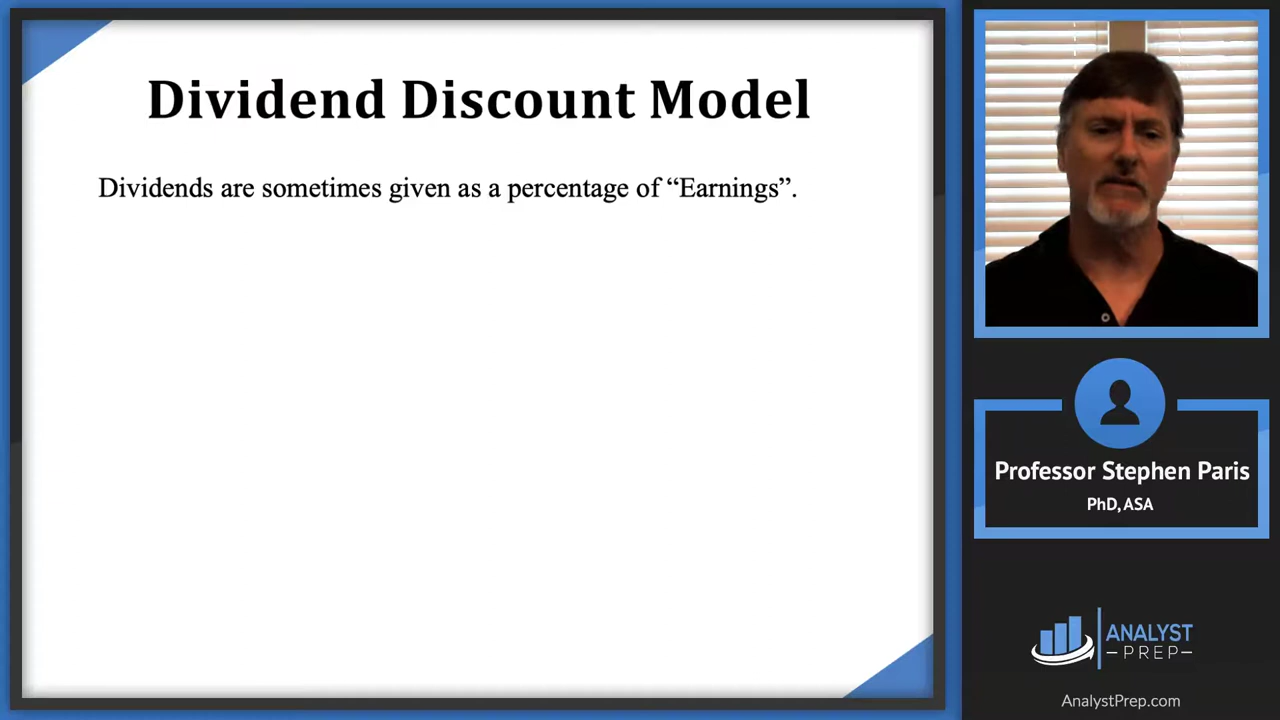 Dividend Discount Model
Dividends are sometimes given as a percentage of “Earnings”.
Professor Stephen Paris
PhD, ASA
ANALYST
–PREP–
AnalystPrep.com